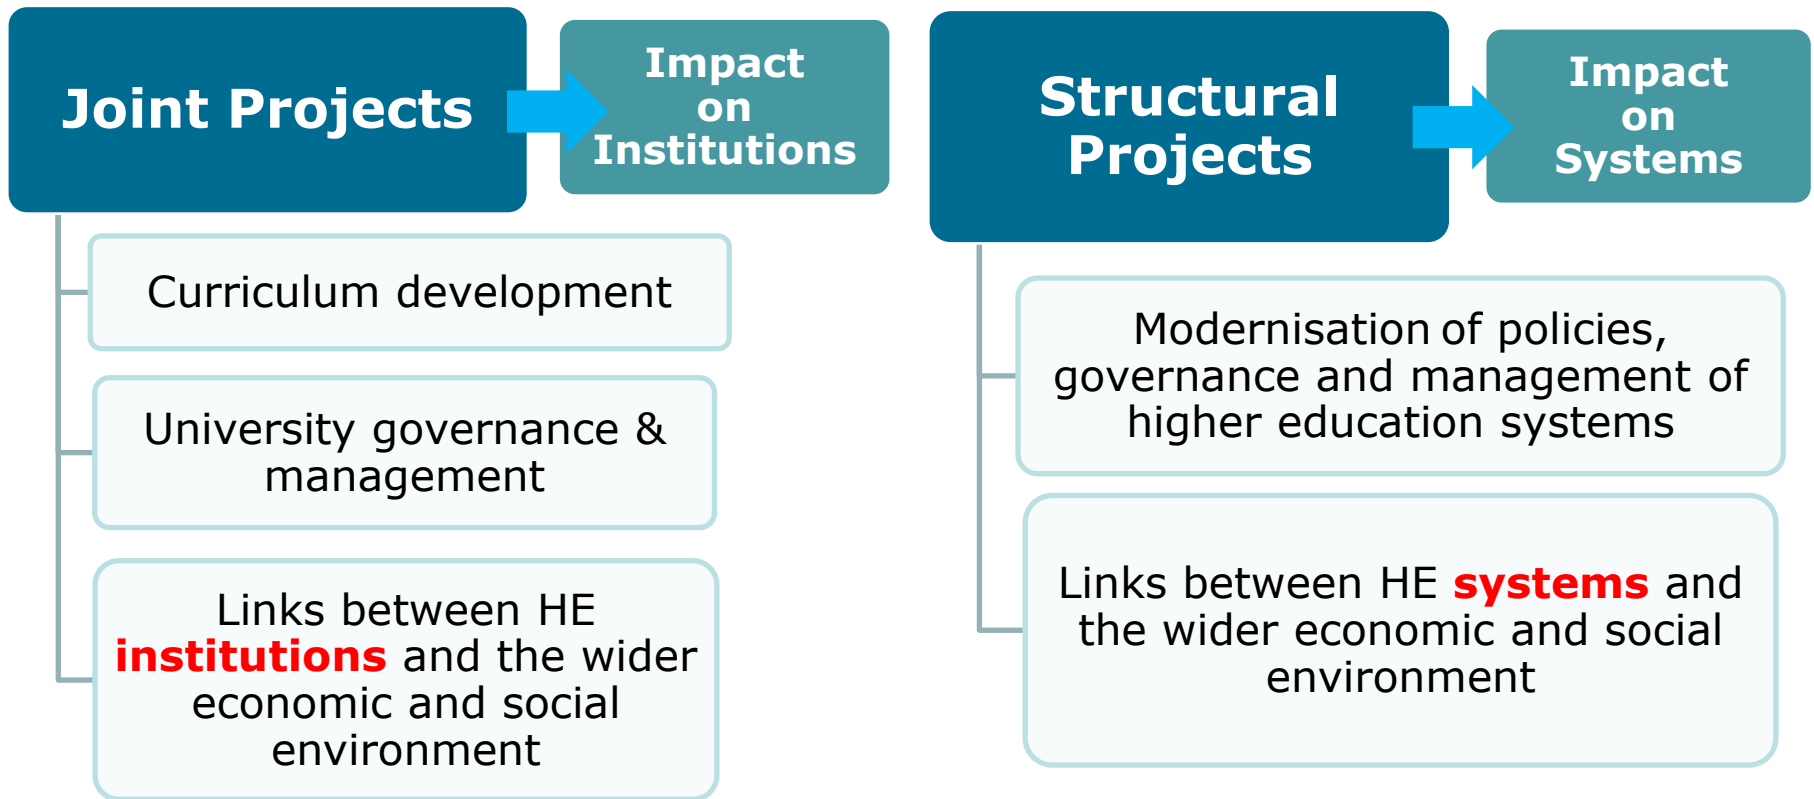 Joint Projects
Impact
on
Institutions
Curriculum development
University governance &
management
Links between HE
institutions and the wider
economic and social
environment
Structural
Projects
Impact
on
Systems
Modernisation of policies,
governance and management of
higher education systems
Links between HE systems and
the wider economic and social
environment